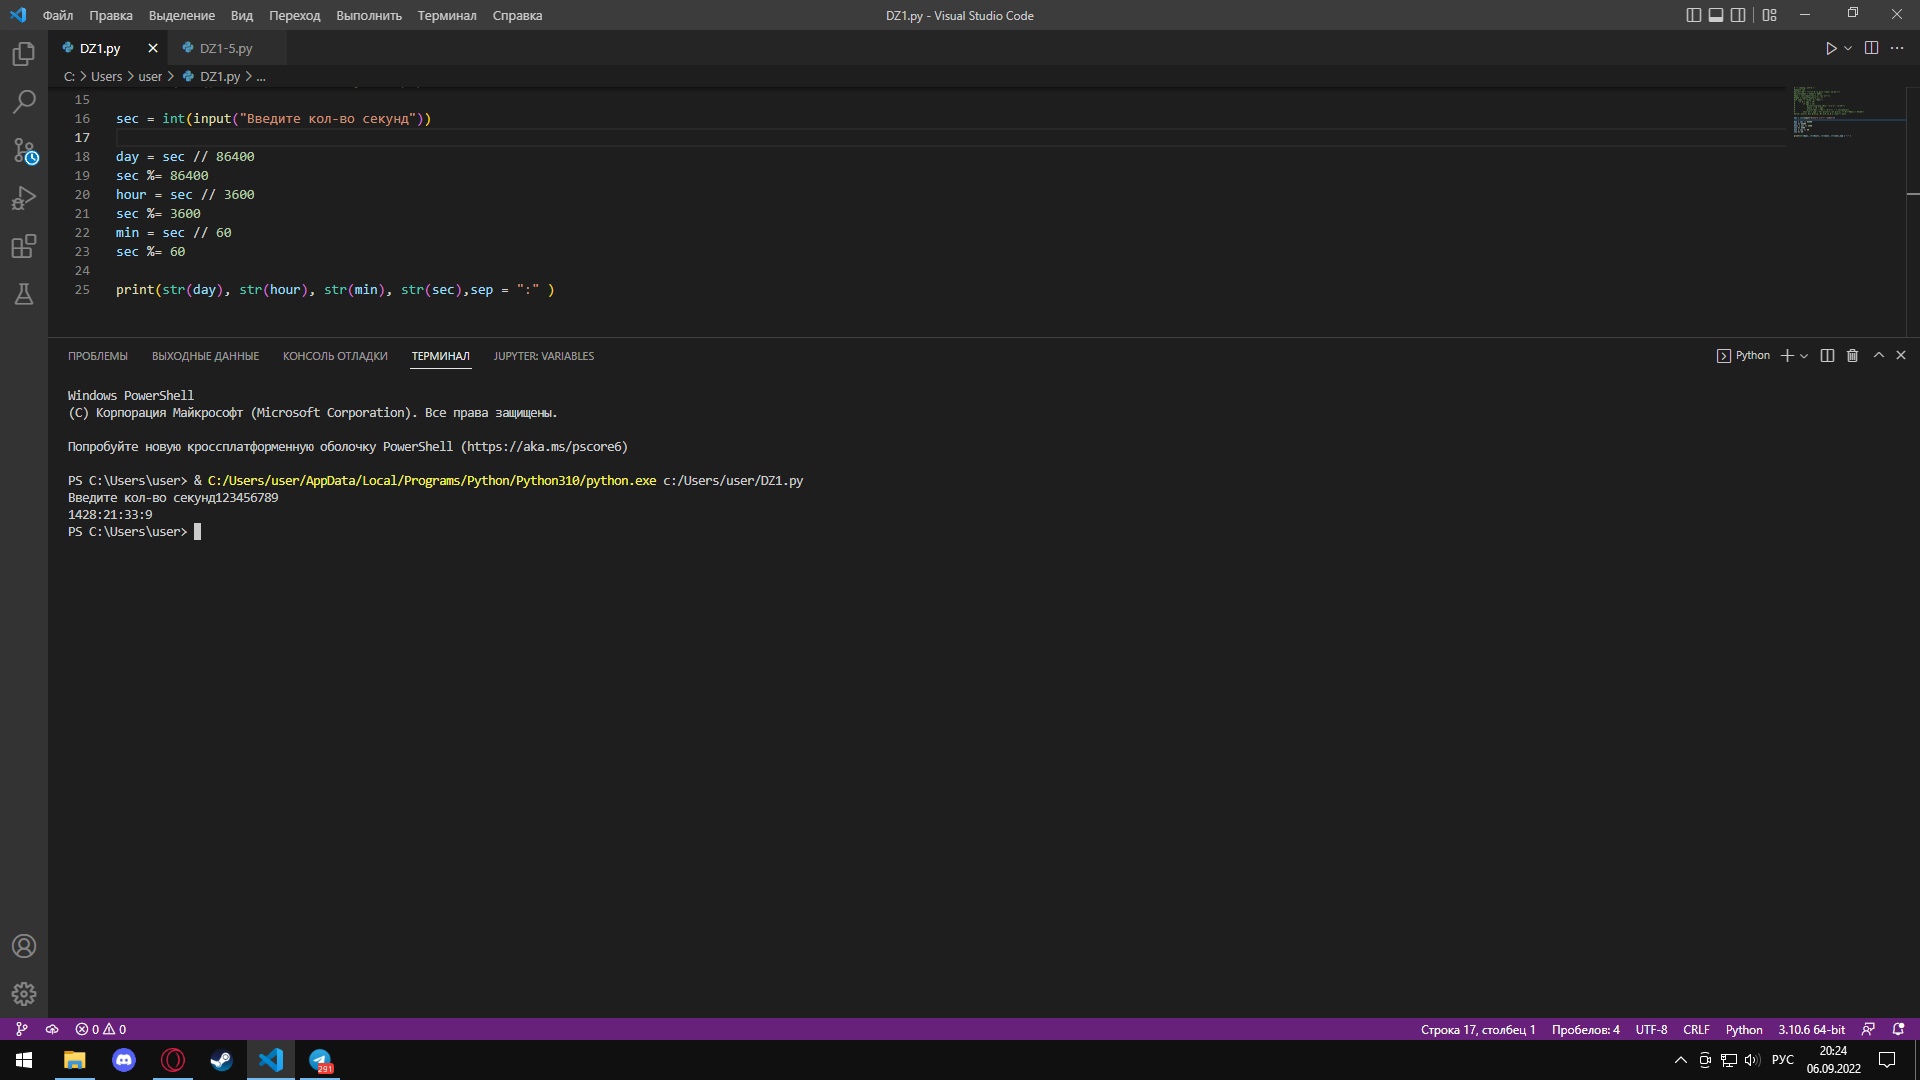 Файл Правка Выделение Вид Переход Выполнить Терминал Справка DZ1.py - Visual Studio Code
DZ1.py DZ1-5.py
C: > Users > user > DZ1.py > ...
15
16 sec = int(input("Введите кол-во секунд"))
17
18 day = sec // 86400
19 sec %= 86400
20 hour = sec // 3600
21 sec %= 3600
22 min = sec // 60
23 sec %= 60
24
25 print(str(day), str(hour), str(min), str(sec),sep = ":" )
ПРОБЛЕМЫ ВЫХОДНЫЕ ДАННЫЕ КОНСОЛЬ ОТЛАДКИ ТЕРМИНАЛ JUPYTER: VARIABLES Python
Windows PowerShell
(C) Корпорация Майкрософт (Microsoft Corporation). Все права защищены.
Попробуйте новую кроссплатформенную оболочку PowerShell (https://aka.ms/pscore6)
PS C:\Users\user> & C:/Users/user/AppData/Local/Programs/Python/Python310/python.exe c:/Users/user/DZ1.py
Введите кол-во секунд123456789
1428:21:33:9
PS C:\Users\user>
0 0 Строка 17, столбец 1 Пробелов: 4 UTF-8 CRLF Python 3.10.6 64-bit
291 РУС 20:24
06.09.2022